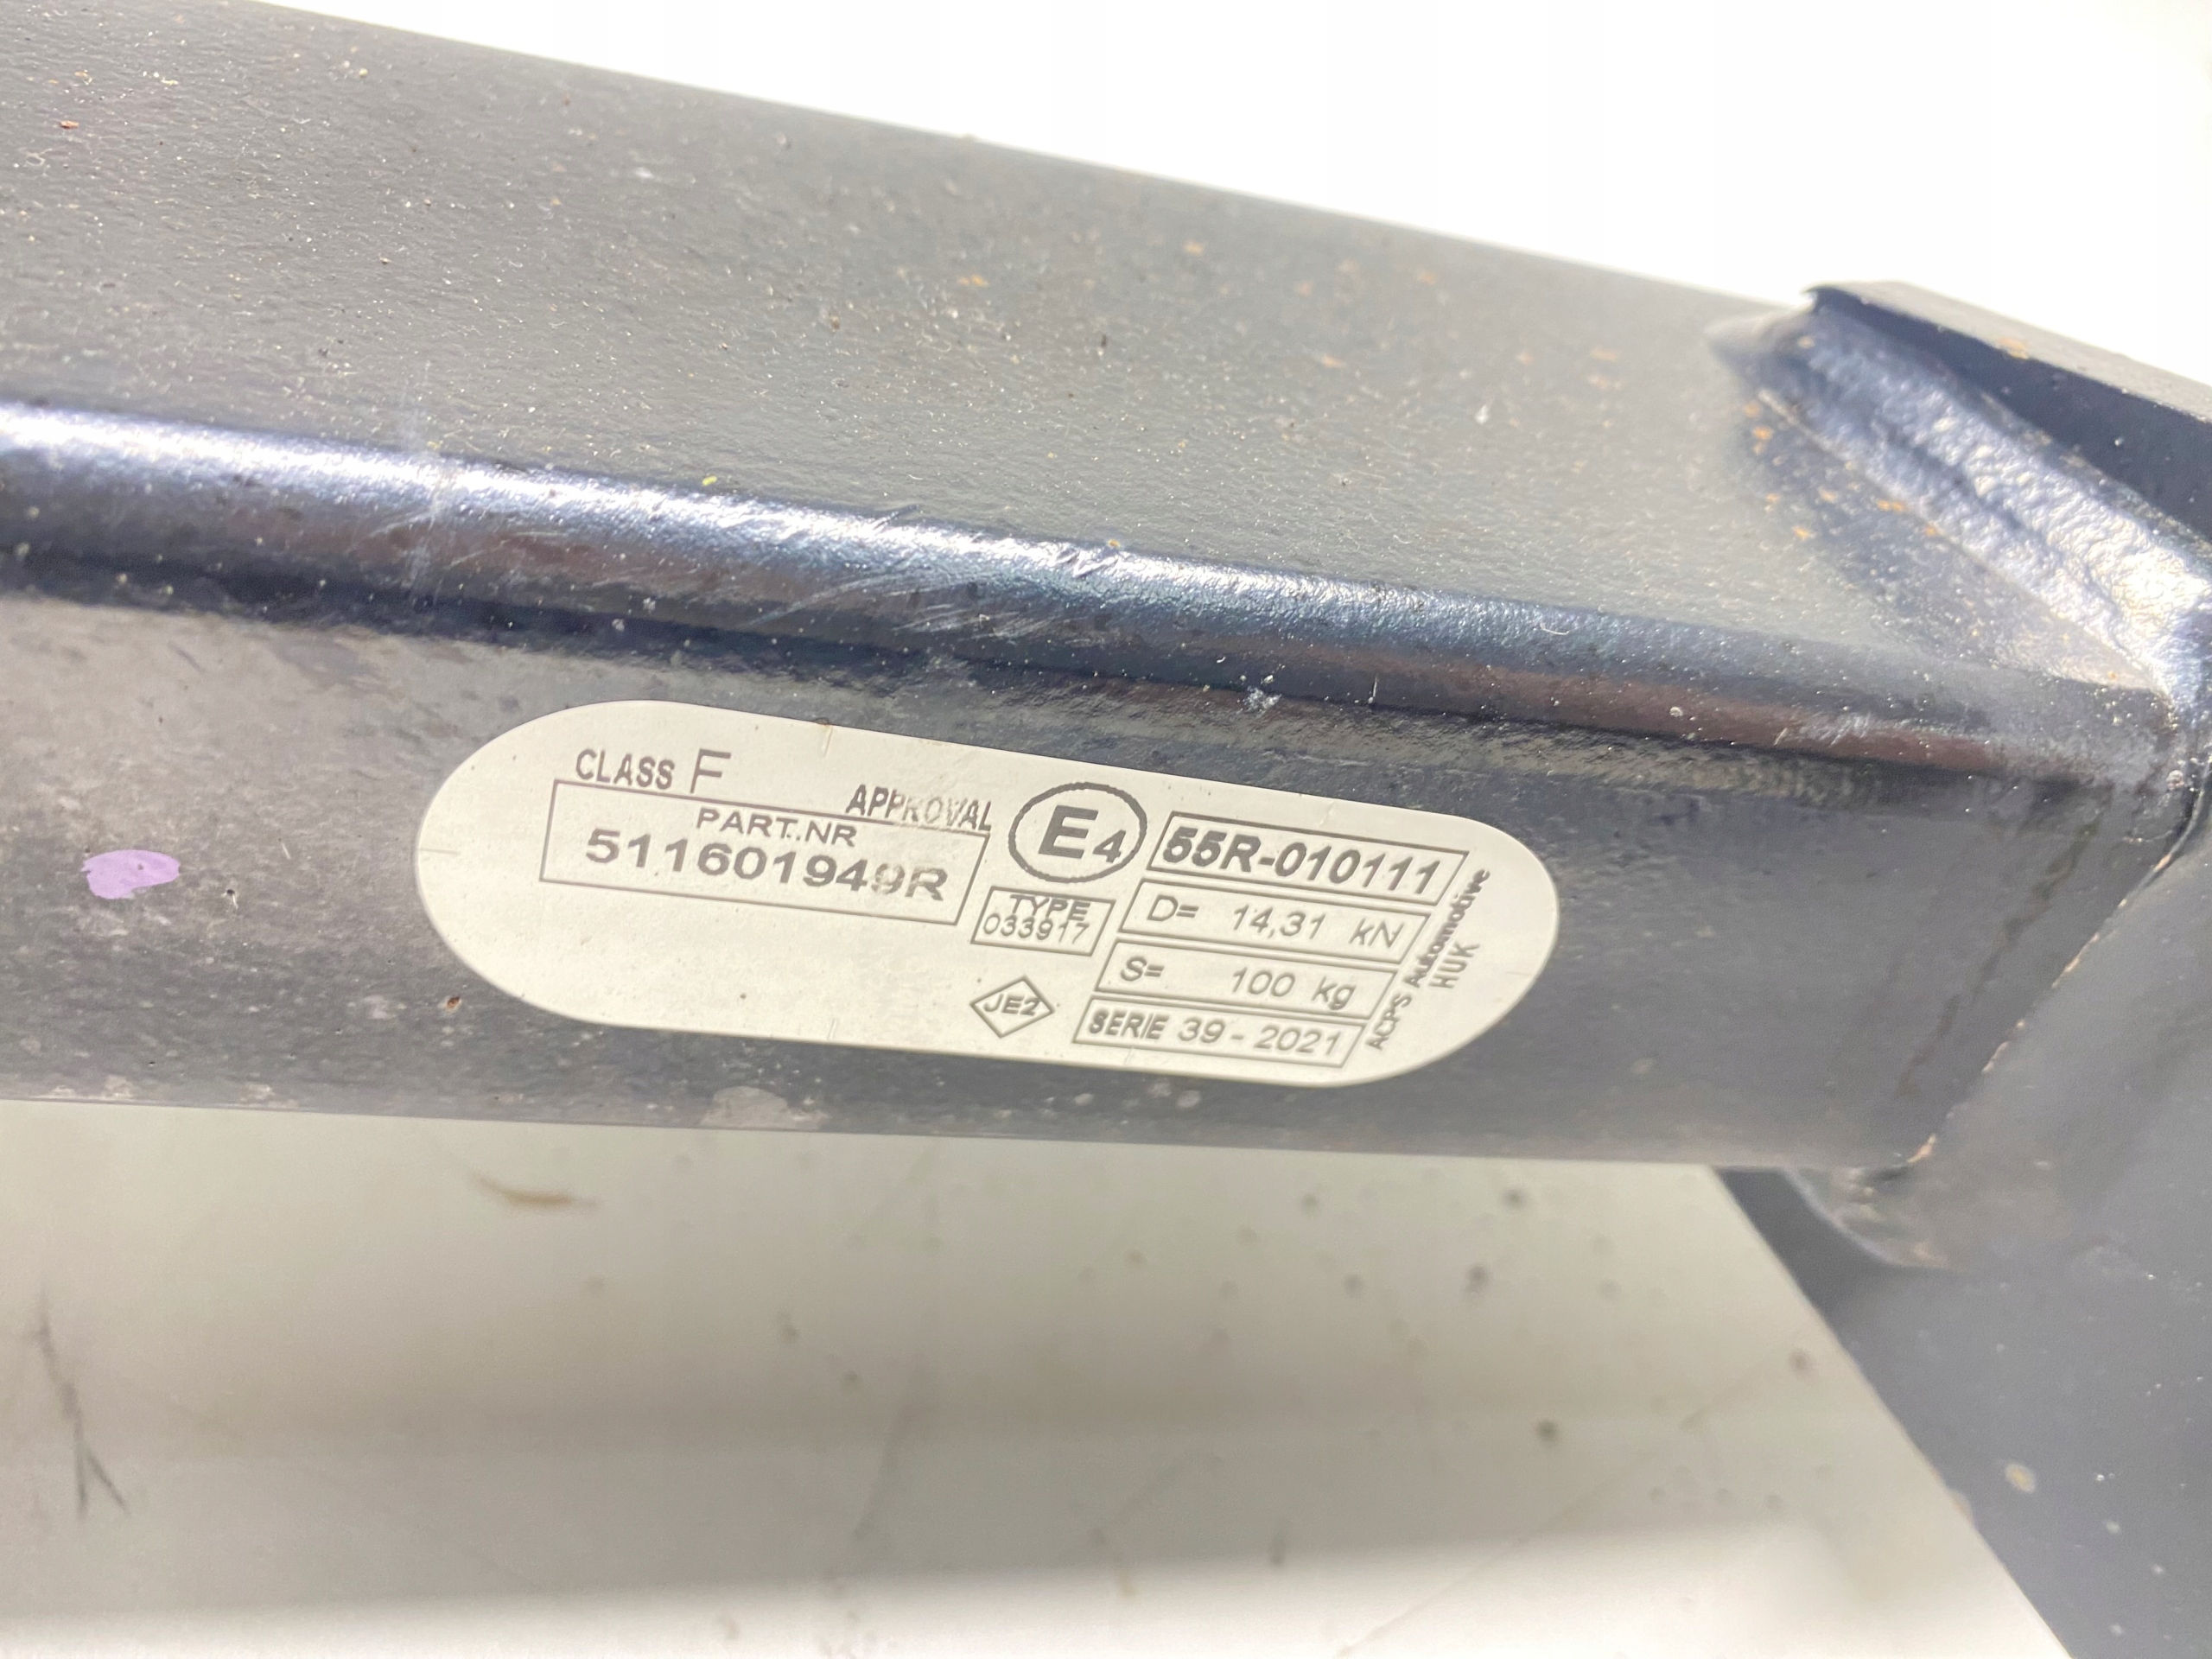 CLASS F
APPROVAL
PART.NR
511601949R
E4
55R-010111
TYPE
033917
D= 14,31 kN
S= 100 kg
JE2
SERIE 39 - 2021
ACPS Automotive
HUK